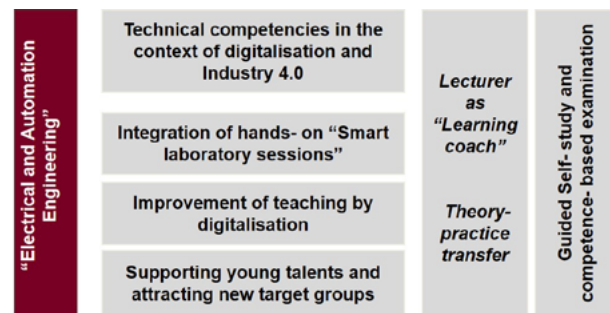 “Electrical and Automation
Engineering”
Technical competencies in the
context of digitalisation and
Industry 4.0
Integration of hands- on “Smart
laboratory sessions”
Improvement of teaching by
digitalisation
Supporting young talents and
attracting new target groups
Lecturer
as
“Learning
coach”
Theory-
practice
transfer
Guided Self- study and
competence- based examination